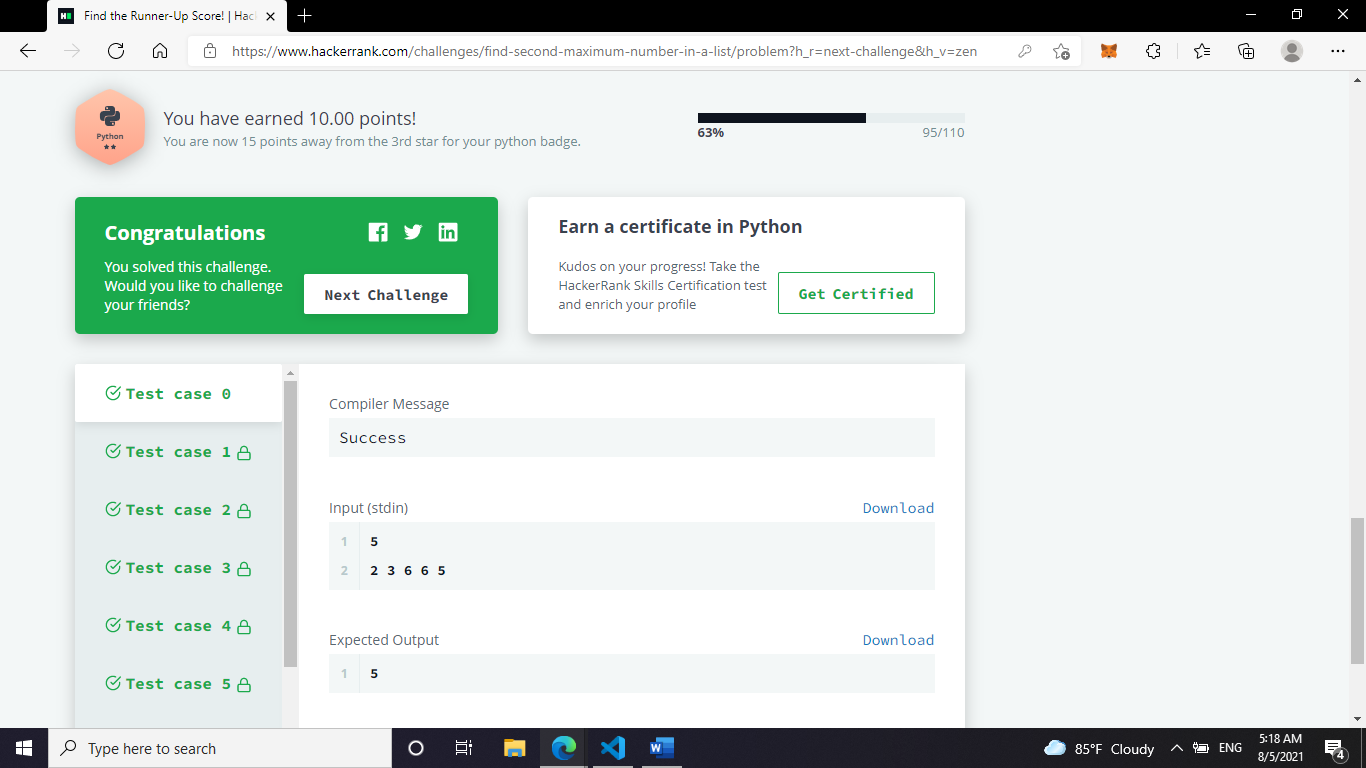 Find the Runner-Up Score! | Hac
https://www.hackerrank.com/challenges/find-second-maximum-number-in-a-list/problem?h_r=next-challenge&h_v=zen
Python
You have earned 10.00 points!
You are now 15 points away from the 3rd star for your python badge.
63%
95/110
Congratulations
You solved this challenge.
Would you like to challenge
your friends?
Next Challenge
Earn a certificate in Python
Kudos on your progress! Take the
HackerRank Skills Certification test
and enrich your profile
Get Certified
Test case 0
Test case 1
Test case 2
Test case 3
Test case 4
Test case 5
Compiler Message
Success
Input (stdin)
Download
1 5
2 2 3 6 6 5
Expected Output
Download
1 5
Type here to search
85°F Cloudy
ENG
5:18 AM
8/5/2021
4